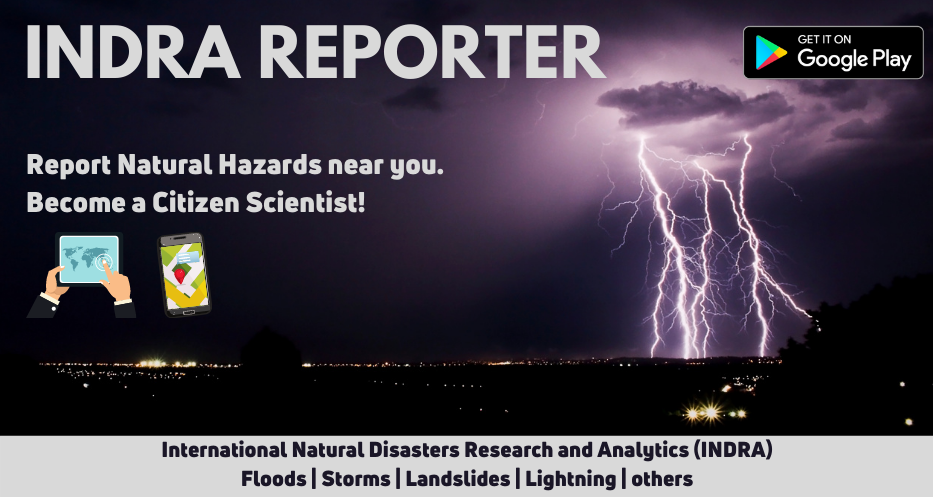 INDRA REPORTER
GET IT ON
Google Play
Report Natural Hazards near you.
Become a Citizen Scientist!
International Natural Disasters Research and Analytics (INDRA)
Floods | Storms | Landslides | Lightning | others